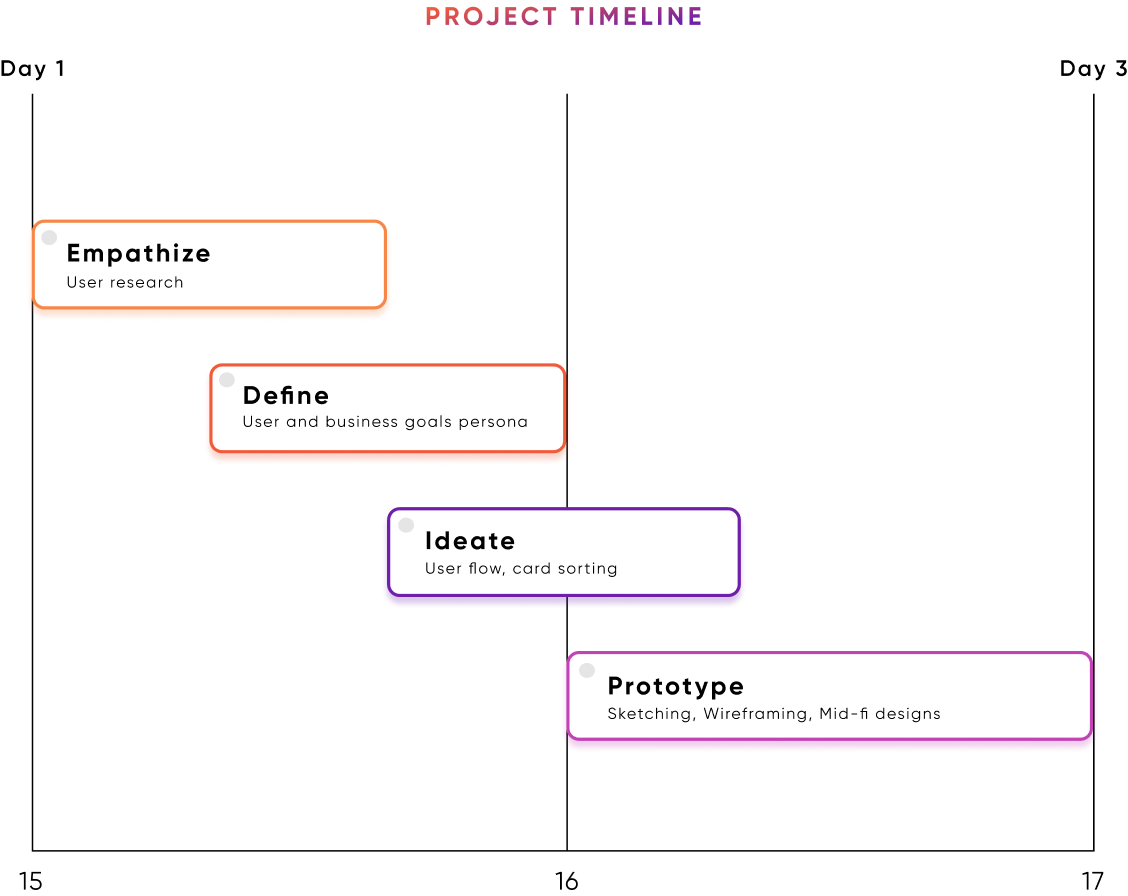 PROJECT TIMELINE
Day 1
Day 3
Empathize
User research
Define
User and business goals persona
Ideate
User flow, card sorting
Prototype
Sketching, Wireframing, Mid-fi designs
15
16
17